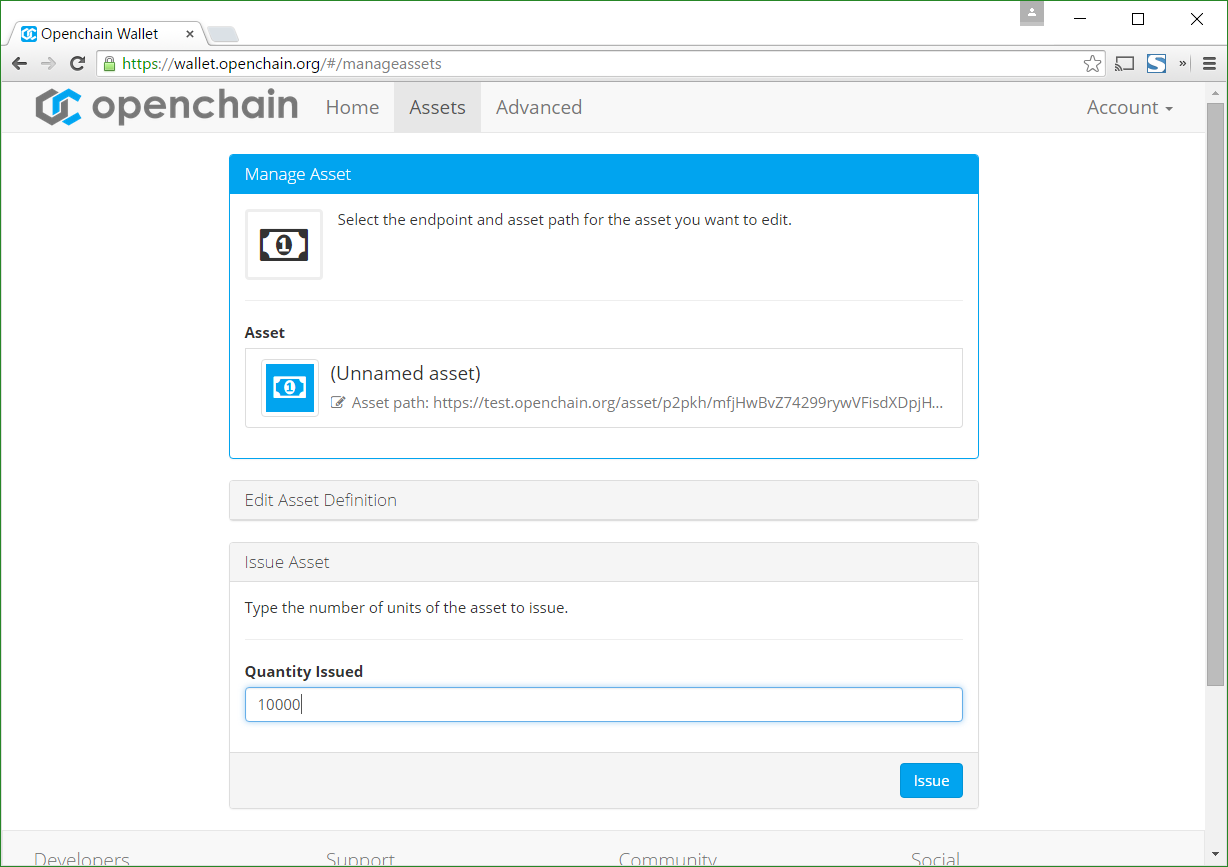 Openchain Wallet
https://wallet.openchain.org/#/manageassets
openchain Home Assets Advanced Account
Manage Asset
1
Select the endpoint and asset path for the asset you want to edit.
Asset
1
(Unnamed asset)
Asset path: https://test.openchain.org/asset/p2pkh/mfjHwBvZ74299rywVFisdXDpjH...
Edit Asset Definition
Issue Asset
Type the number of units of the asset to issue.
Quantity Issued
10000
Issue
Developers Support Community Social